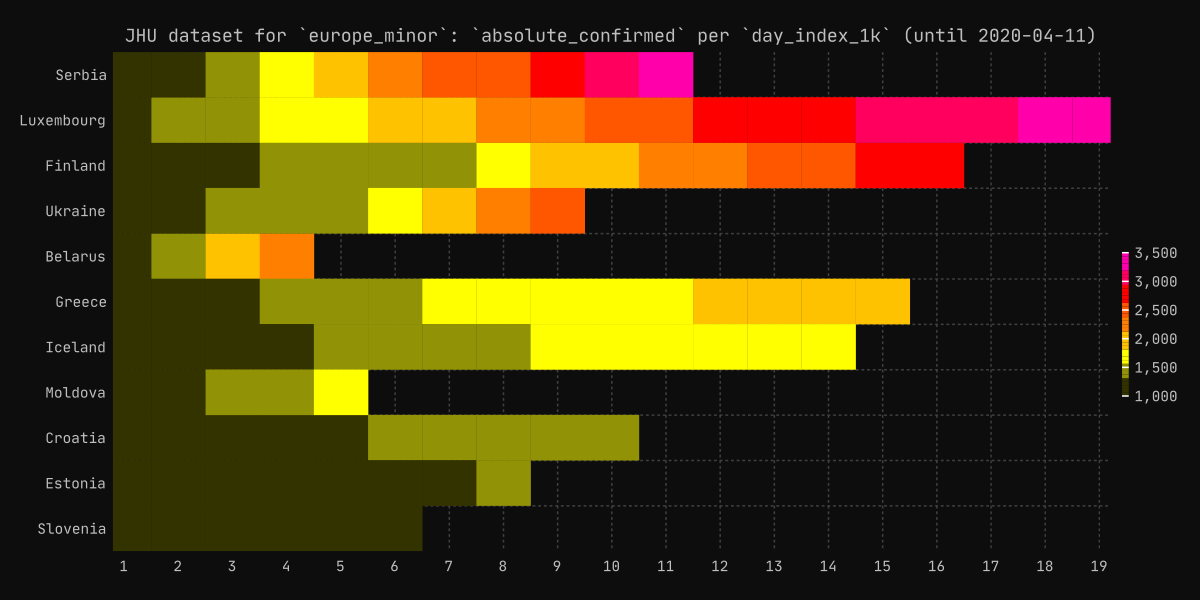 JHU dataset for `europe_minor`: `absolute_confirmed` per `day_index_1k` (until 2020-04-11)
Serbia
Luxembourg
Finland
Ukraine
Belarus
Greece
Iceland
Moldova
Croatia
Estonia
Slovenia
1 2 3 4 5 6 7 8 9 10 11 12 13 14 15 16 17 18 19
3,500
3,000
2,500
2,000
1,500
1,000